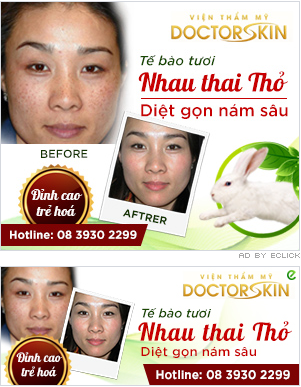 VIỆN THẨM MỸ
DOCTORSKIN
Tế bào tươi
Nhau thai Thỏ
Diệt gọn nám sâu
BEFORE
AFTRER
Đỉnh cao
trẻ hoá
Hotline: 08 3930 2299
AD BY ECLICK
VIỆN THẨM MỸ
DOCTORSKIN
Tế bào tươi
Nhau thai Thỏ
Diệt gọn nám sâu
Đỉnh cao
trẻ hoá
Hotline: 08 3930 2299